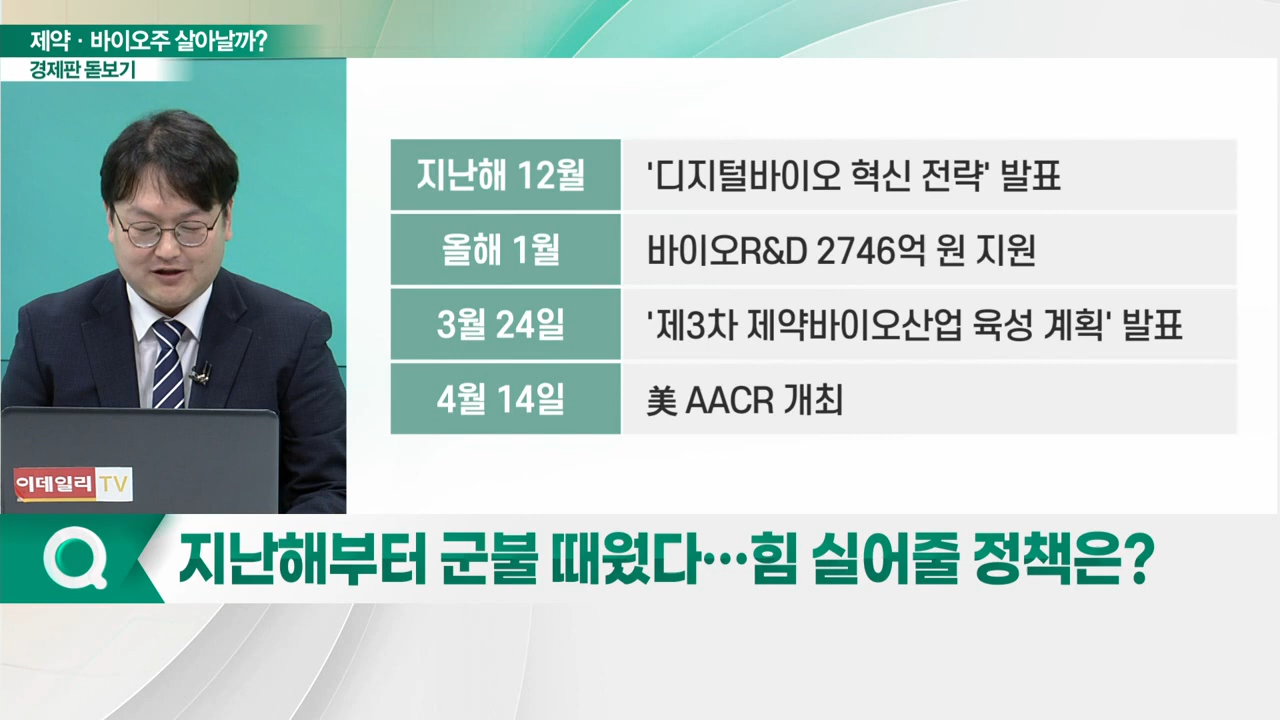 제약 · 바이오주 살아날까?
경제판 돋보기
지난해 12월 '디지털바이오 혁신 전략' 발표
올해 1월 바이오R&D 2746억 원 지원
3월 24일 '제3차 제약바이오산업 육성 계획' 발표
4월 14일 美 AACR 개최
이데일리 TV
지난해부터 군불 때웠다…힘 실어줄 정책은?